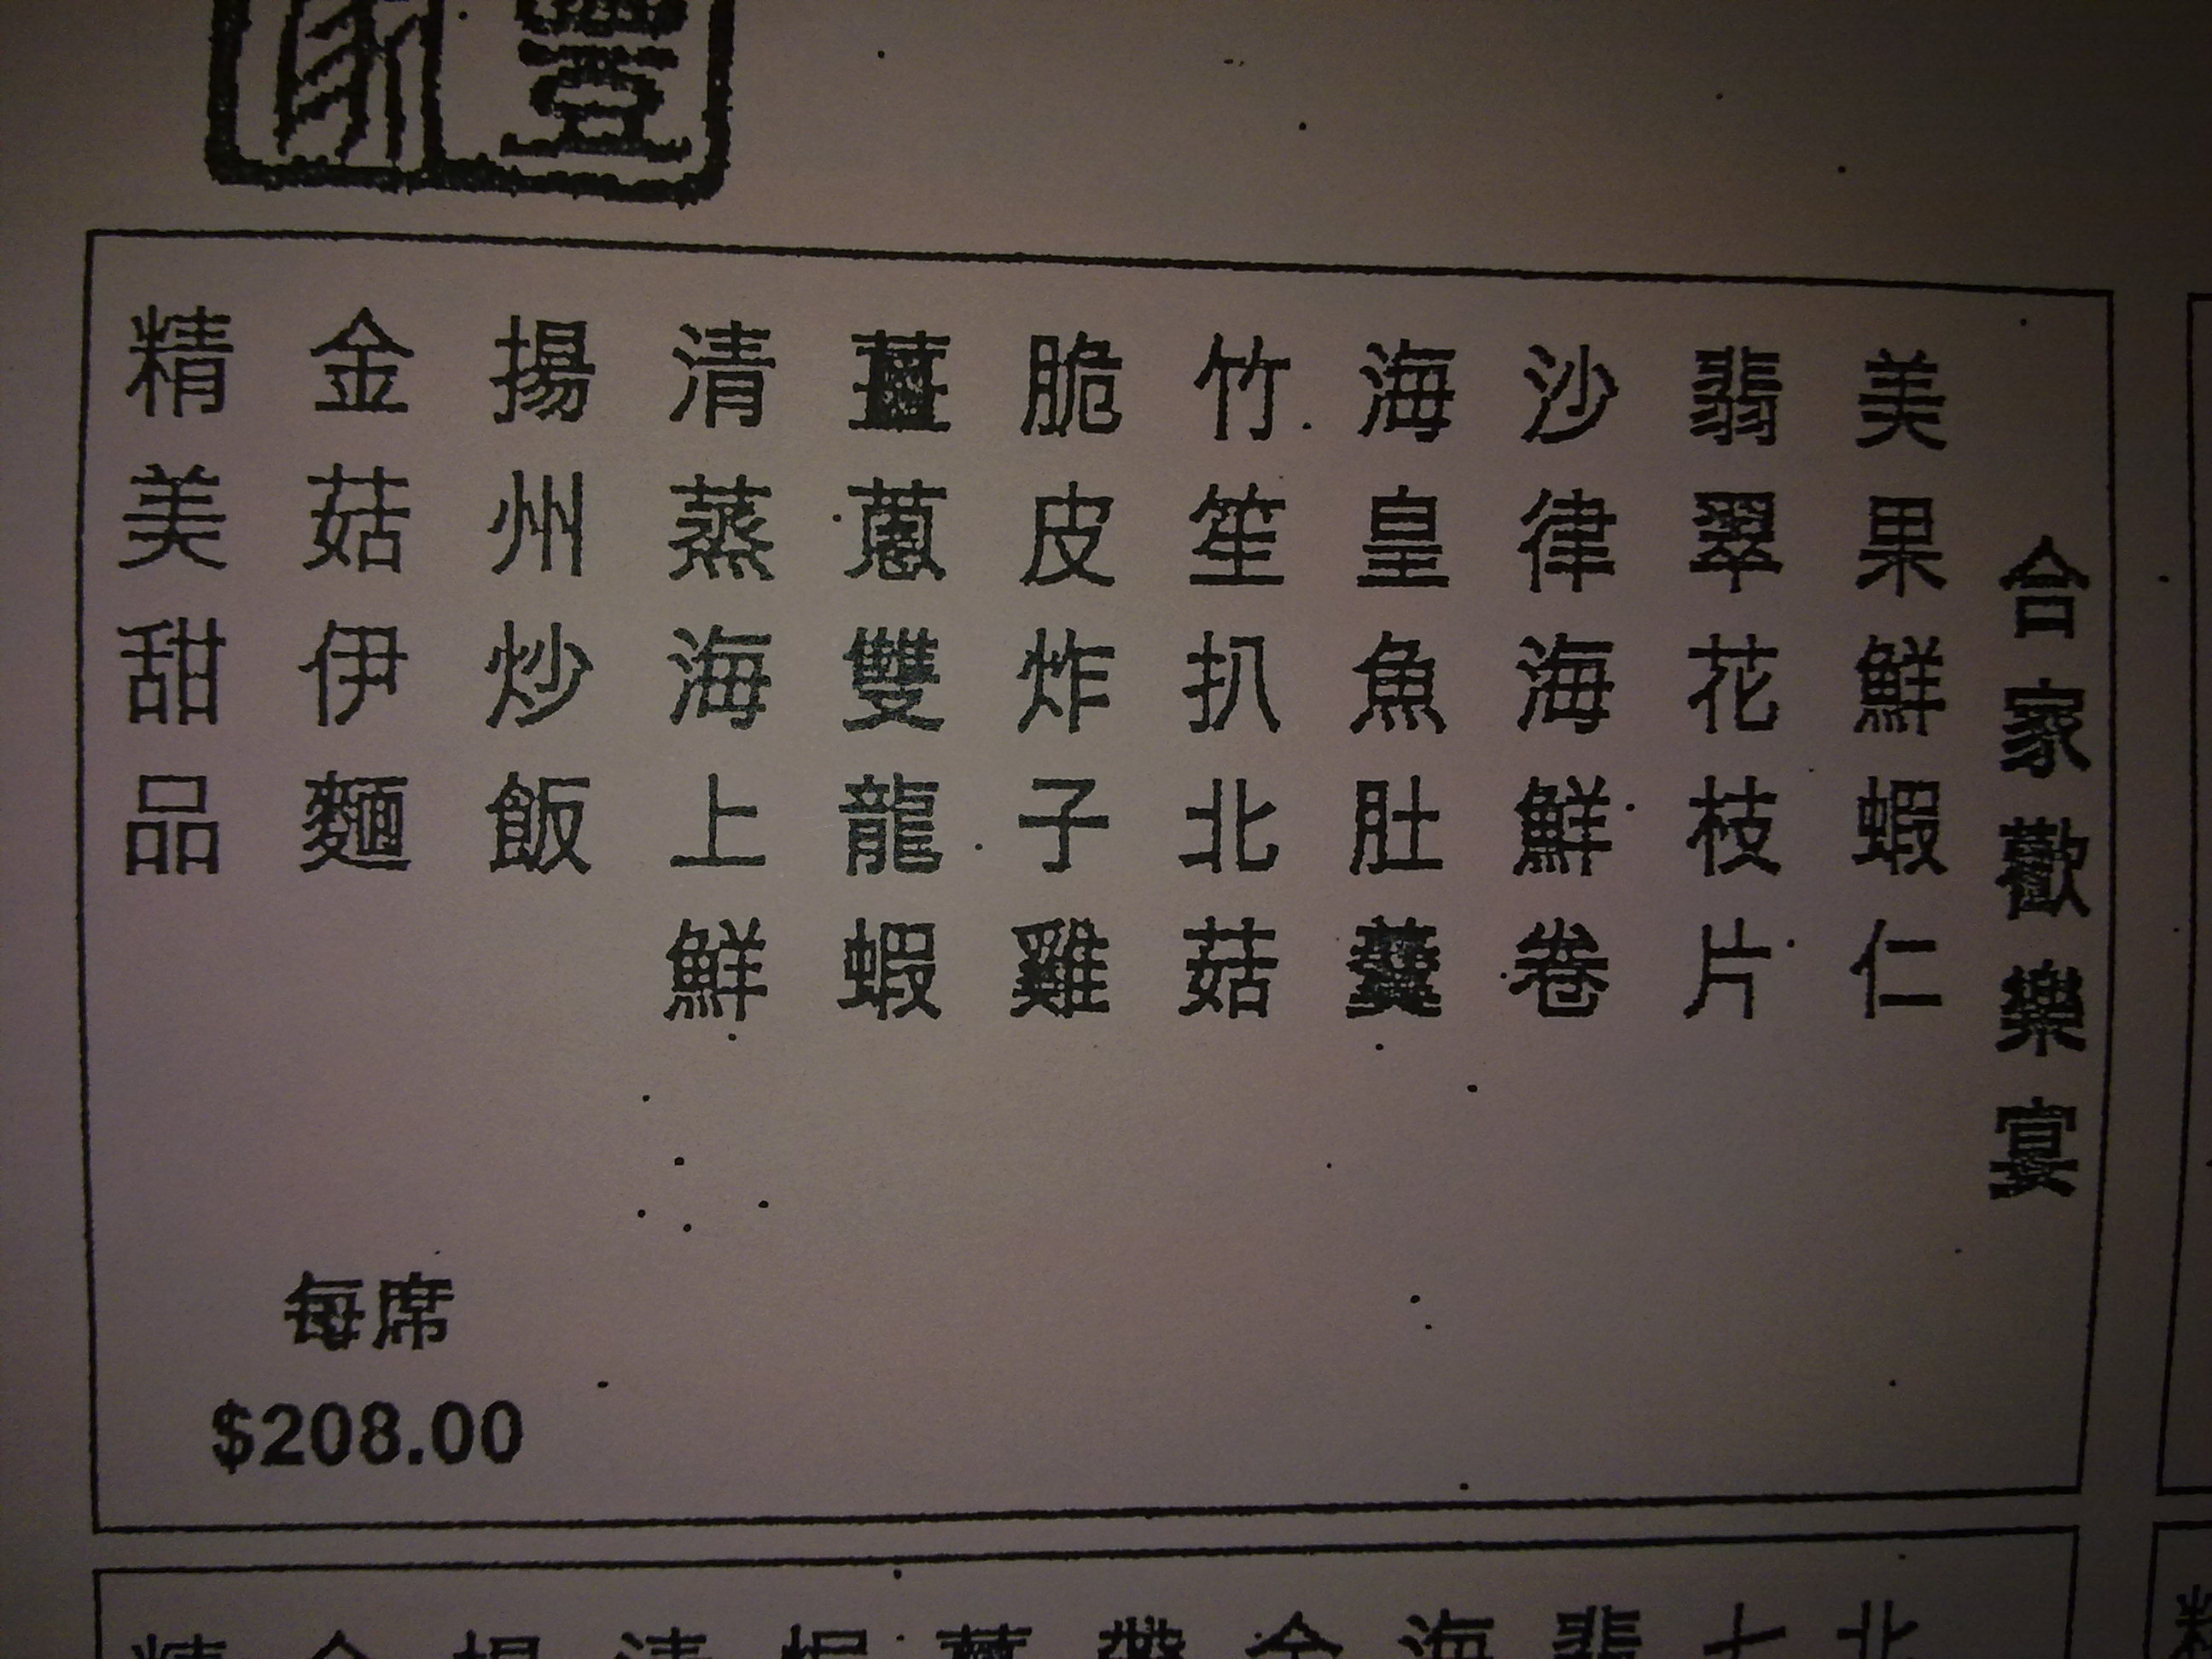 合家歡樂宴
美果鮮蝦仁
翡翠花枝片
沙律海鮮卷
海皇魚肚羹
竹笙扒北菇
脆皮炸子雞
薑蔥雙龍蝦
清蒸海上鮮
揚州炒飯
金菇伊麵
精美甜品
每席
$208.00